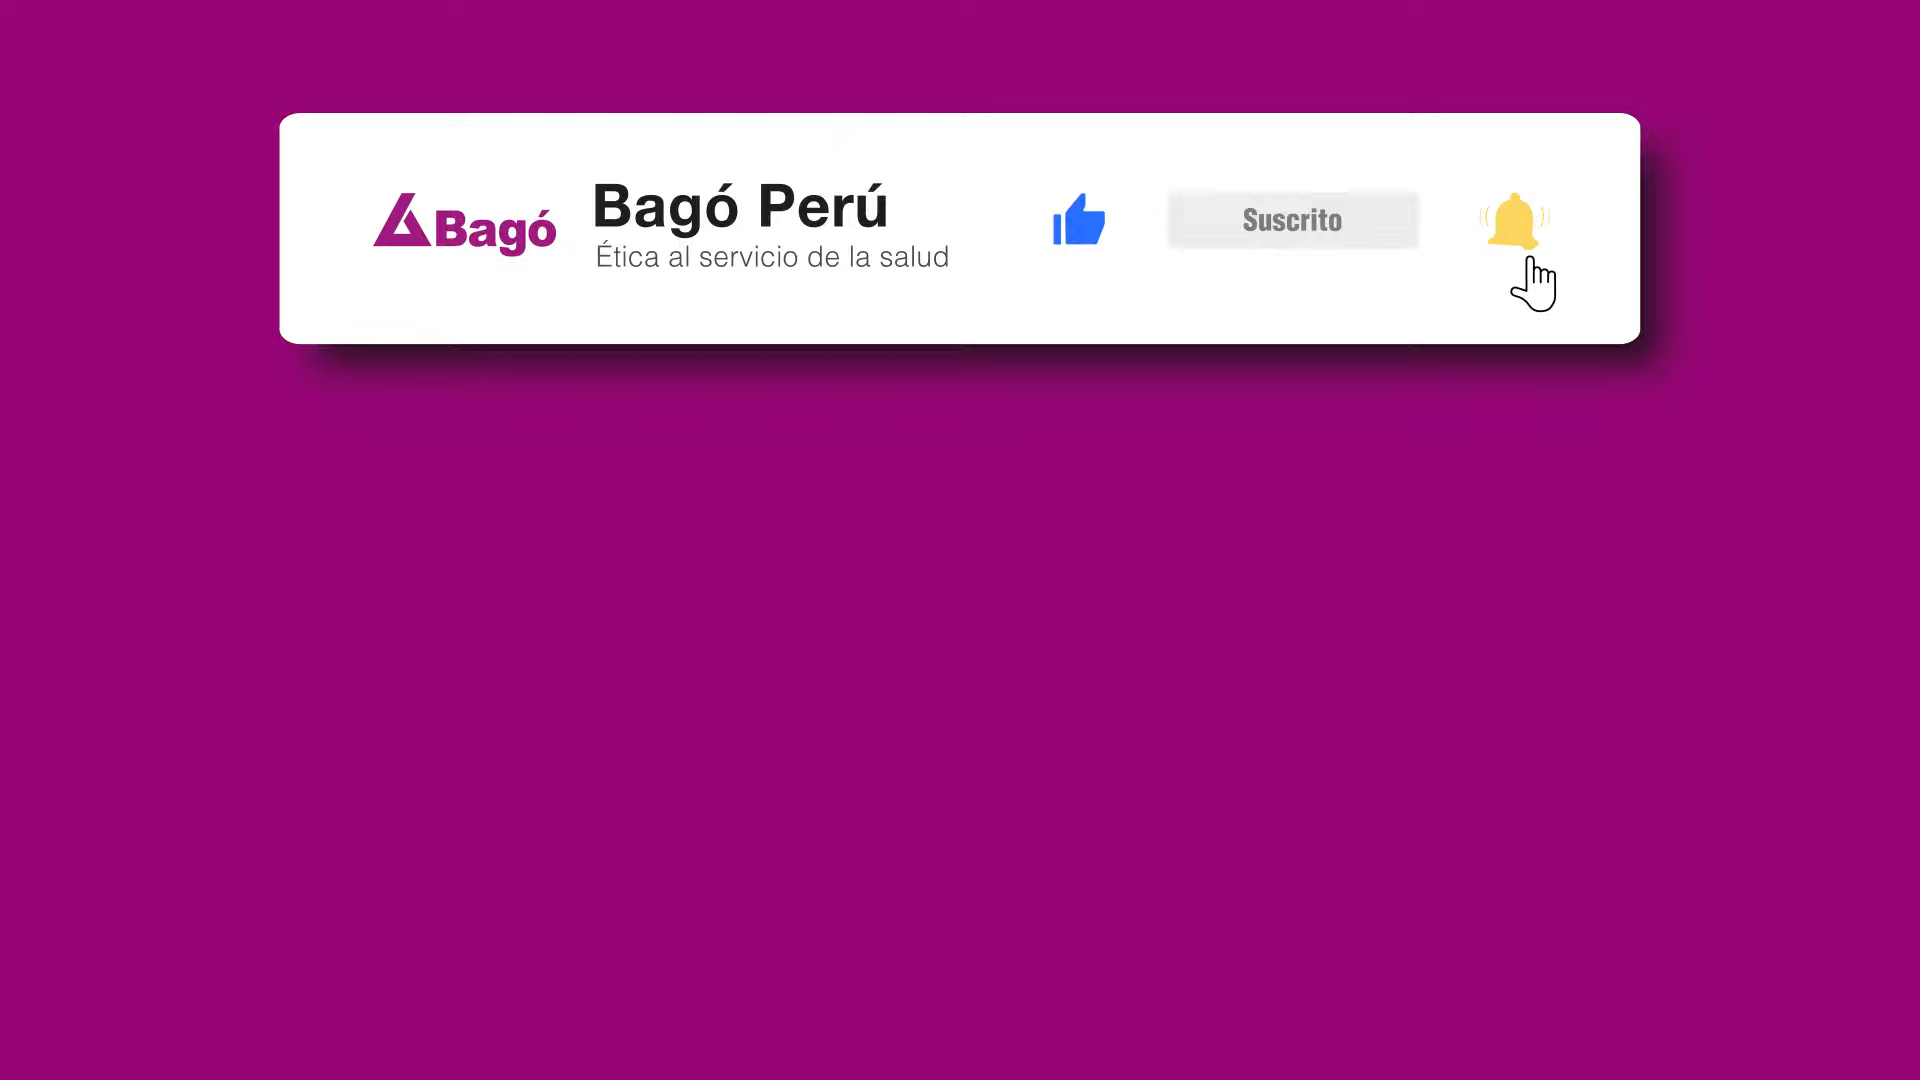 Bagó
Bagó Perú
Ética al servicio de la salud
Suscrito